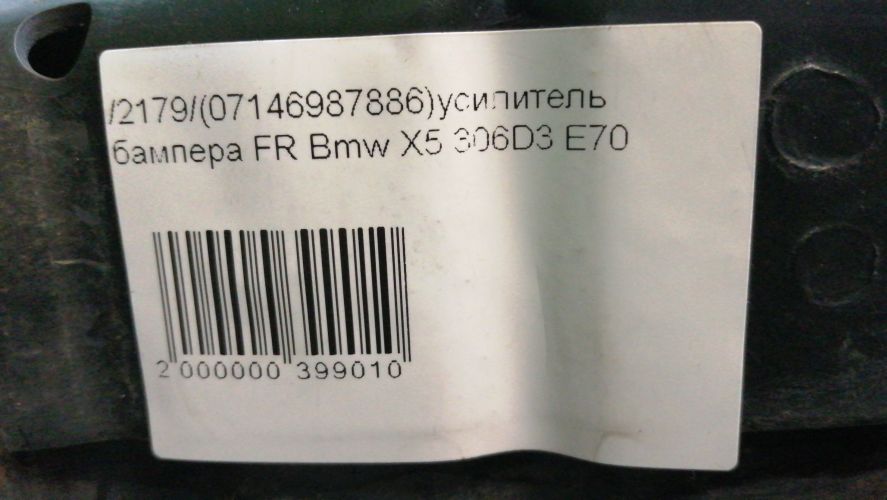 /2179/(07146987886)усилитель
бампера FR Bmw X5 306D3 E70
2 000000 399010